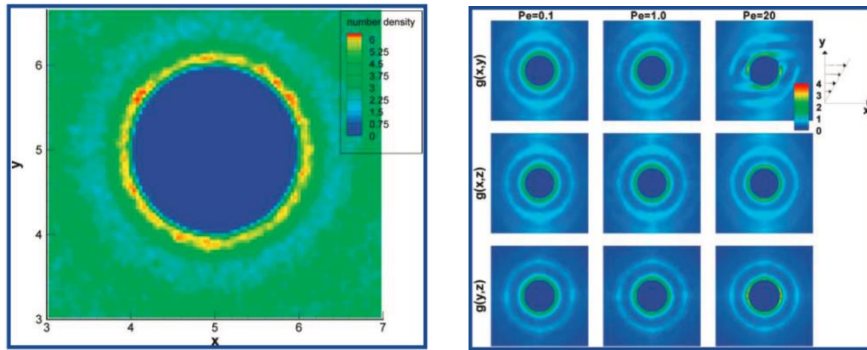 number density
6
5.25
4.5
3.75
3
2.25
1.5
0.75
6
5
4
3
y
3 4 5 6 7
x
Pe=0.1 Pe=1.0 Pe=20
g(x,y)
g(x,z)
g(y,z)
y
x
4
3
2
1
0